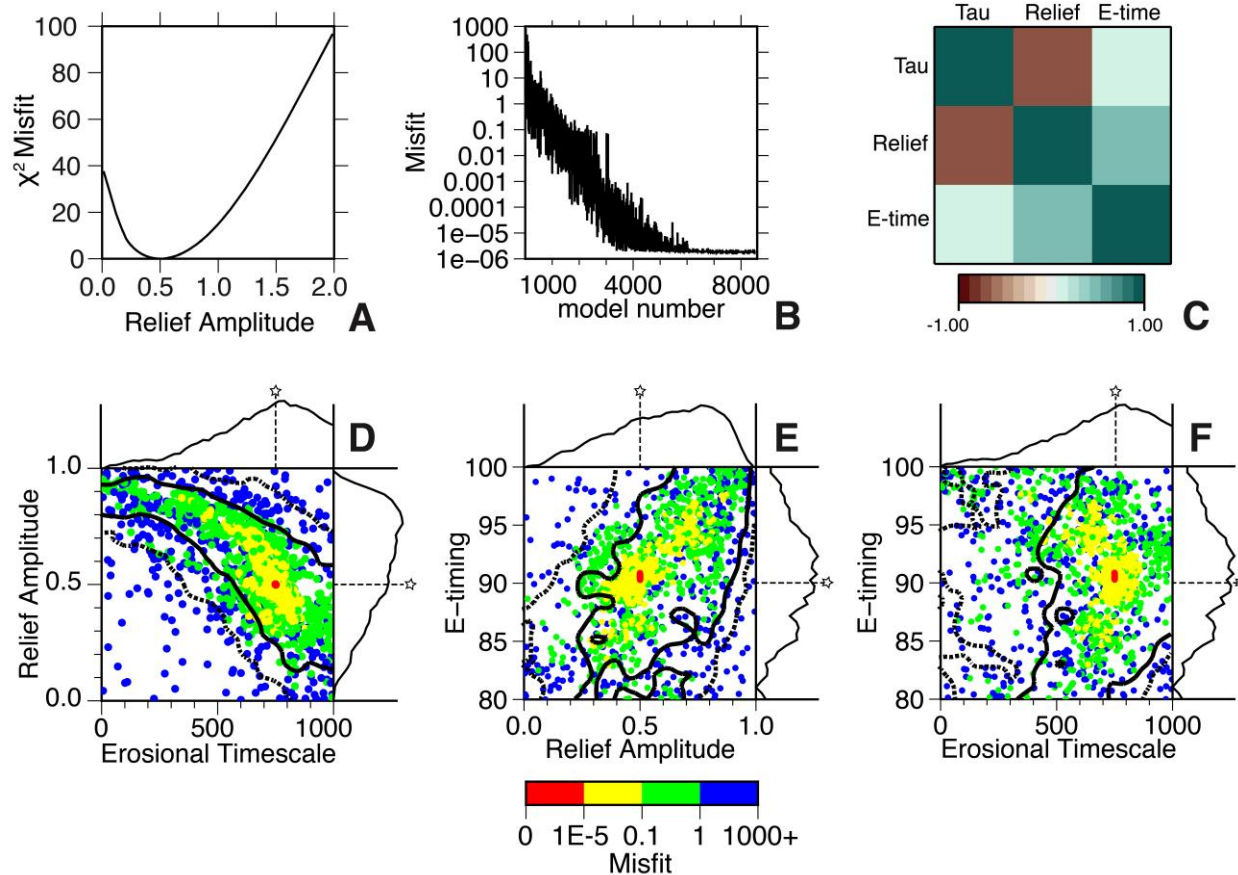 100
80
60
40
20
0
χ² Misfit
0.0 0.5 1.0 1.5 2.0
Relief Amplitude
A
1000
100
10
1
0.1
0.01
0.001
0.0001
1e−05
1e−06
Misfit
1000 4000 8000
model number
B
Tau Relief E-time
Tau
Relief
E-time
-1.00 1.00
C
D
1.0
0.5
0.0
Relief Amplitude
0 500 1000
Erosional Timescale
E
100
95
90
85
80
E−timing
0.0 0.5 1.0
Relief Amplitude
F
100
95
90
85
80
E−timing
0 500 1000
Erosional Timescale
0 1E-5 0.1 1 1000+
Misfit